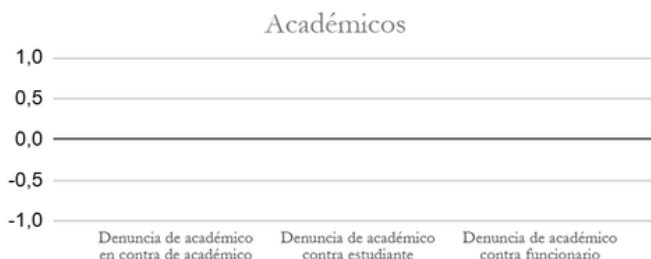 Académicos
1,0
0,5
0,0
-0,5
-1,0
Denuncia de académico
en contra de académico
Denuncia de académico
contra estudiante
Denuncia de académico
contra funcionario